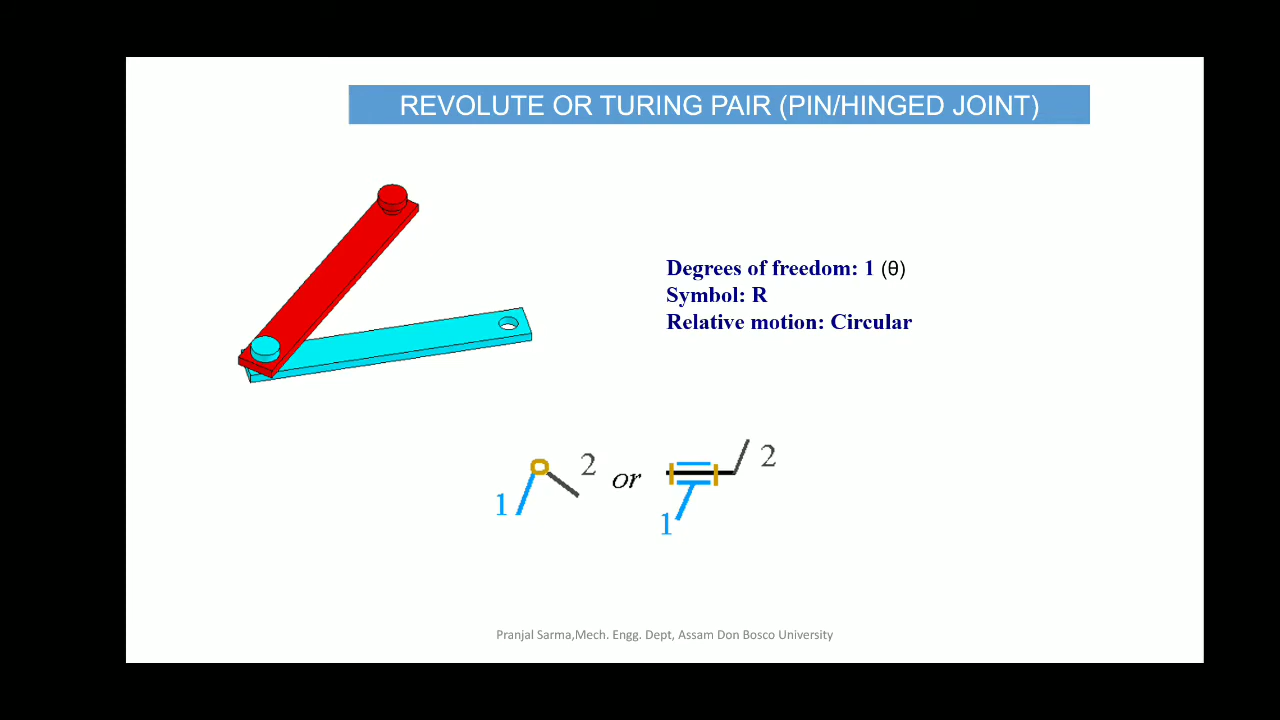 REVOLUTE OR TURING PAIR (PIN/HINGED JOINT)
Degrees of freedom: 1 (θ)
Symbol: R
Relative motion: Circular
1 2 or 1 2
Pranjal Sarma,Mech. Engg. Dept, Assam Don Bosco University